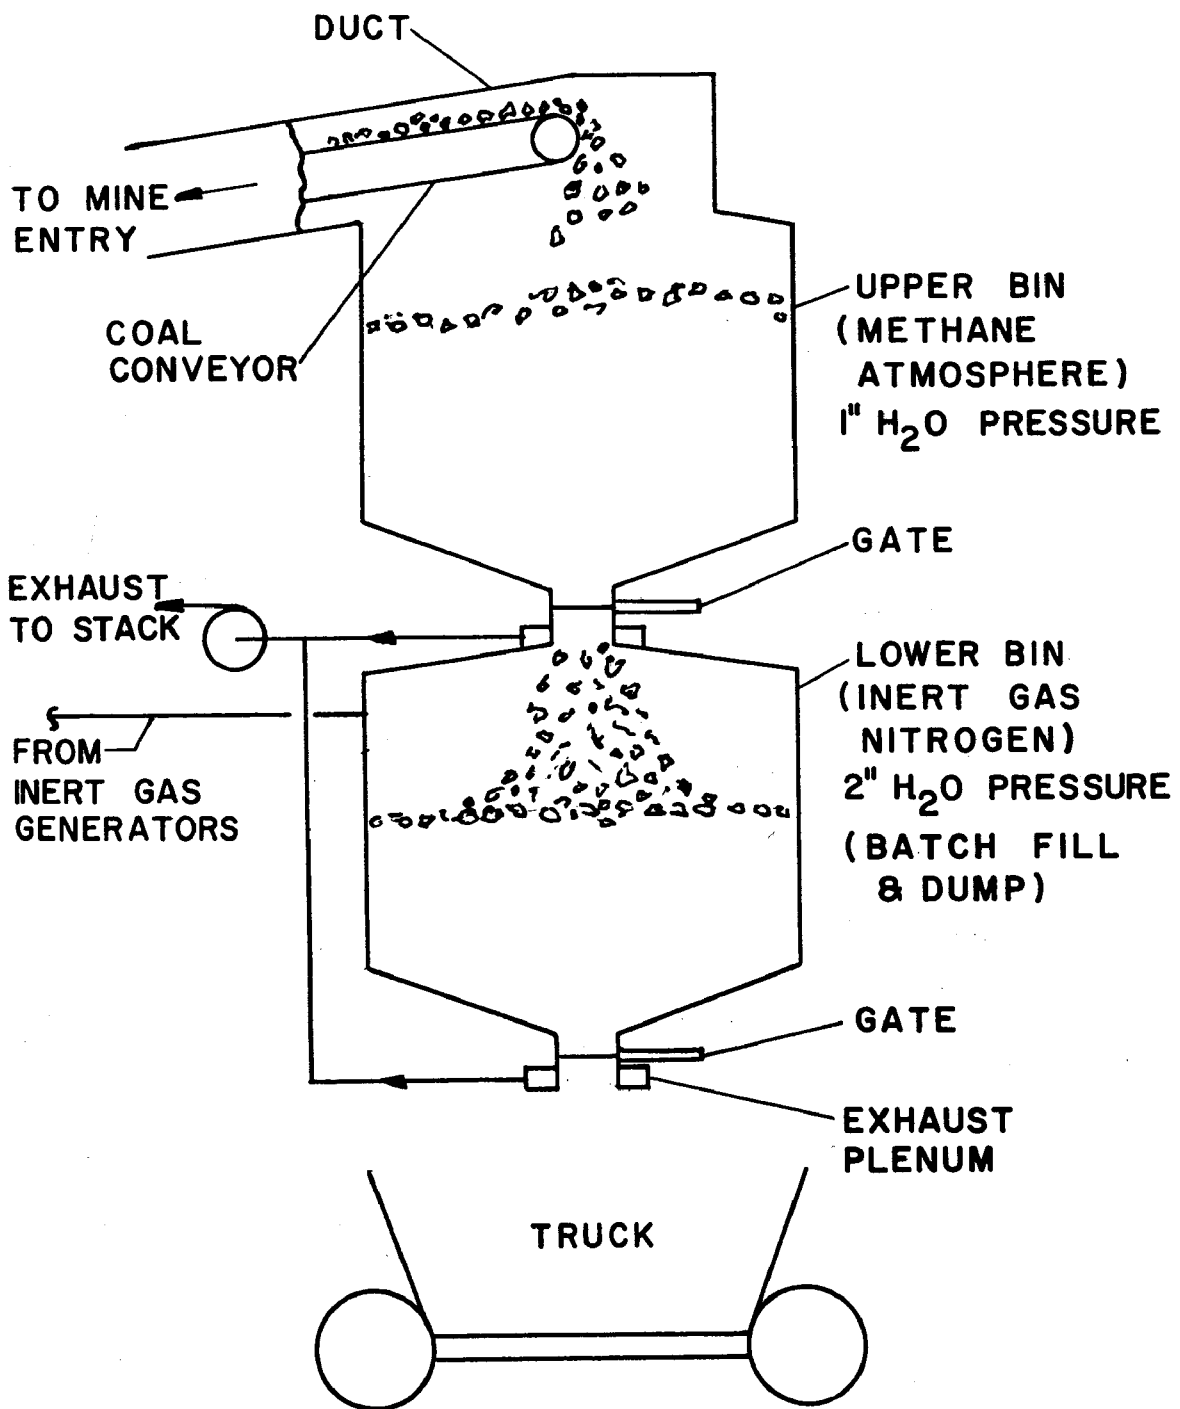 DUCT
TO MINE
ENTRY
COAL
CONVEYOR
UPPER BIN
(METHANE
ATMOSPHERE)
1" H₂O PRESSURE
GATE
EXHAUST
TO STACK
LOWER BIN
(INERT GAS
NITROGEN)
2" H₂O PRESSURE
(BATCH FILL
& DUMP)
FROM
INERT GAS
GENERATORS
GATE
EXHAUST
PLENUM
TRUCK